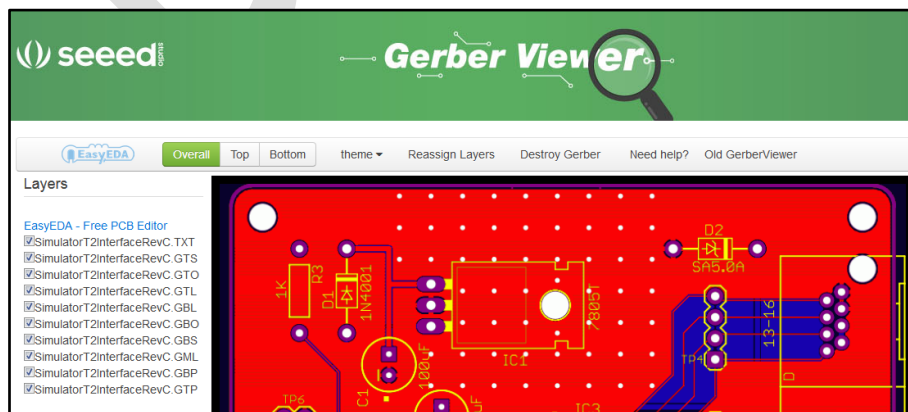 seeed studio
Gerber Viewer
EasyEDA Overall Top Bottom theme Reassign Layers Destroy Gerber Need help? Old GerberViewer
Layers
EasyEDA - Free PCB Editor
SimulatorT2InterfaceRevC.TXT
SimulatorT2InterfaceRevC.GTS
SimulatorT2InterfaceRevC.GTO
SimulatorT2InterfaceRevC.GTL
SimulatorT2InterfaceRevC.GBL
SimulatorT2InterfaceRevC.GBO
SimulatorT2InterfaceRevC.GBS
SimulatorT2InterfaceRevC.GML
SimulatorT2InterfaceRevC.GBP
SimulatorT2InterfaceRevC.GTP
D2
SA5.0A
1K
R3
D1
1N4001
7805T
13-16
IC1
TP4
C1
100uF
D
TP6
uF
IC3